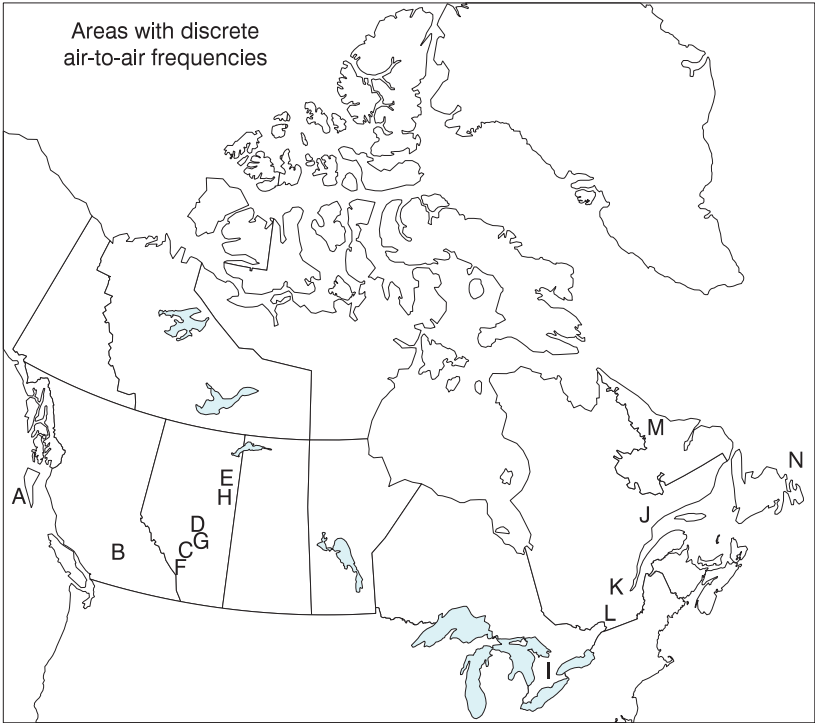 Areas with discrete
air-to-air frequencies
M
N
E
A
H
J
D
G
B
C
F
K
L
I